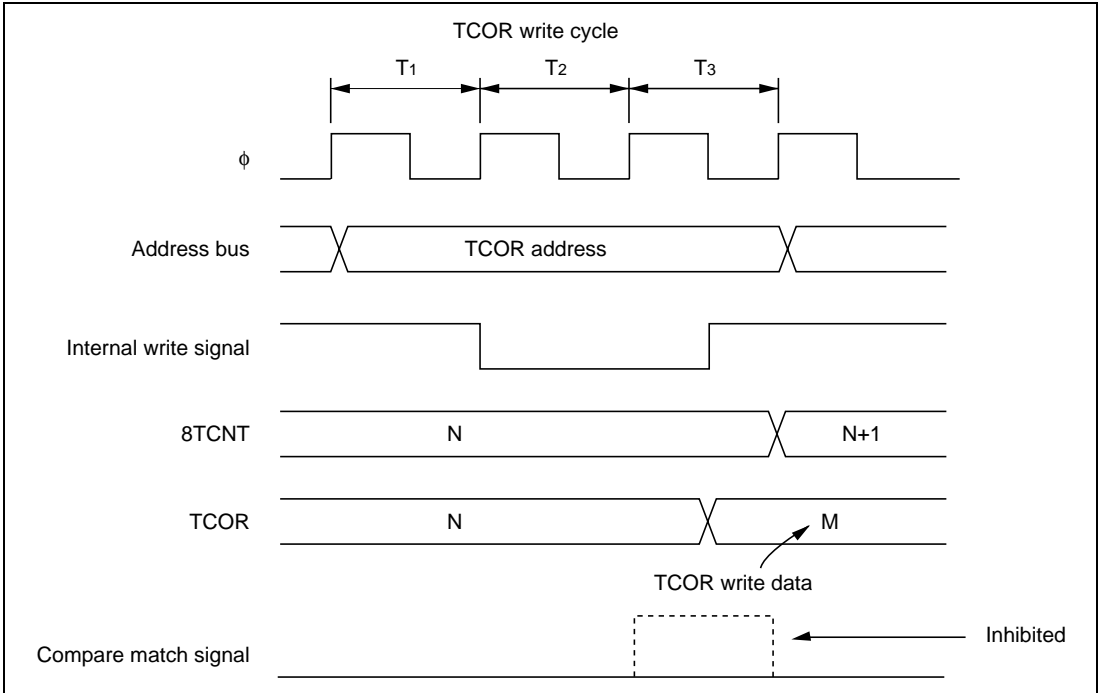 TCOR write cycle
T1 T2 T3
φ
Address bus TCOR address
Internal write signal
8TCNT N N+1
TCOR N M
TCOR write data
Compare match signal Inhibited